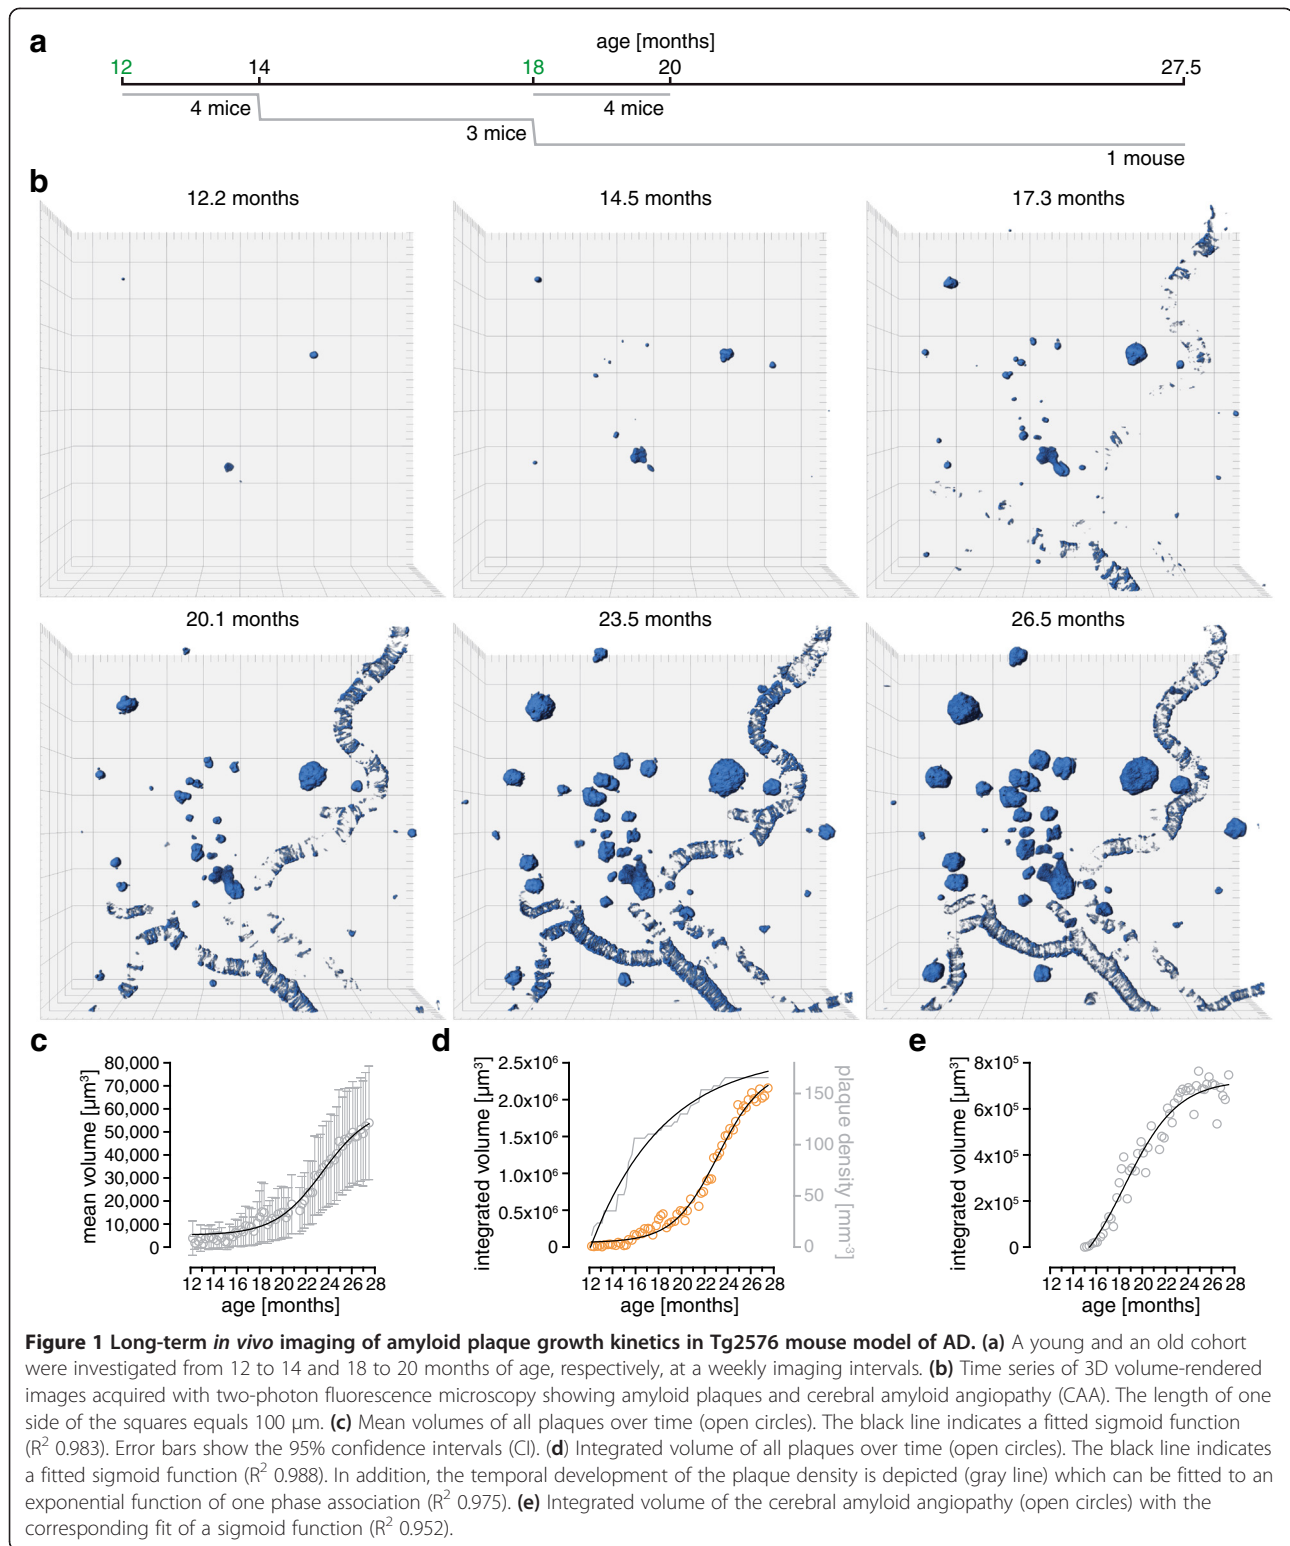 a
age [months]
12 14 18 20 27.5
4 mice 4 mice
3 mice
1 mouse
b
12.2 months 14.5 months 17.3 months
20.1 months 23.5 months 26.5 months
c
mean volume [µm³]
80,000
70,000
60,000
50,000
40,000
30,000
20,000
10,000
0
12 14 16 18 20 22 24 26 28
age [months]
d
integrated volume [µm³]
2.5x10⁶
2.0x10⁶
1.5x10⁶
1.0x10⁶
0.5x10⁶
0
plaque density [mm⁻³]
150
100
50
0
12 14 16 18 20 22 24 26 28
age [months]
e
integrated volume [µm³]
8x10⁵
6x10⁵
4x10⁵
2x10⁵
0
12 14 16 18 20 22 24 26 28
age [months]
Figure 1 Long-term in vivo imaging of amyloid plaque growth kinetics in Tg2576 mouse model of AD. (a) A young and an old cohort
were investigated from 12 to 14 and 18 to 20 months of age, respectively, at a weekly imaging intervals. (b) Time series of 3D volume-rendered
images acquired with two-photon fluorescence microscopy showing amyloid plaques and cerebral amyloid angiopathy (CAA). The length of one
side of the squares equals 100 µm. (c) Mean volumes of all plaques over time (open circles). The black line indicates a fitted sigmoid function
(R² 0.983). Error bars show the 95% confidence intervals (CI). (d) Integrated volume of all plaques over time (open circles). The black line indicates
a fitted sigmoid function (R² 0.988). In addition, the temporal development of the plaque density is depicted (gray line) which can be fitted to an
exponential function of one phase association (R² 0.975). (e) Integrated volume of the cerebral amyloid angiopathy (open circles) with the
corresponding fit of a sigmoid function (R² 0.952).